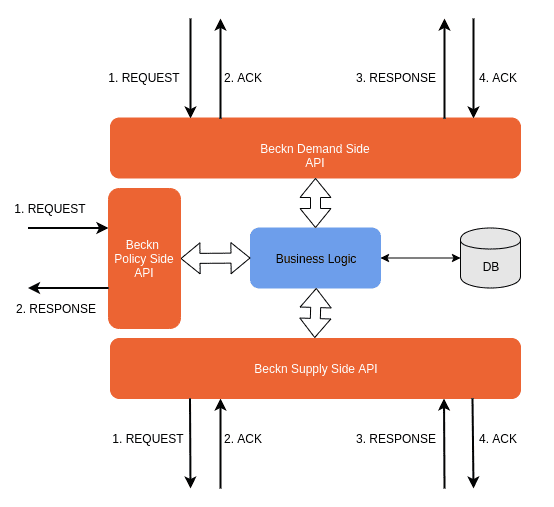 1. REQUEST
2. ACK
3. RESPONSE
4. ACK
Beckn Demand Side
API
1. REQUEST
Beckn
Policy Side
API
Business Logic
DB
2. RESPONSE
Beckn Supply Side API
1. REQUEST
2. ACK
3. RESPONSE
4. ACK